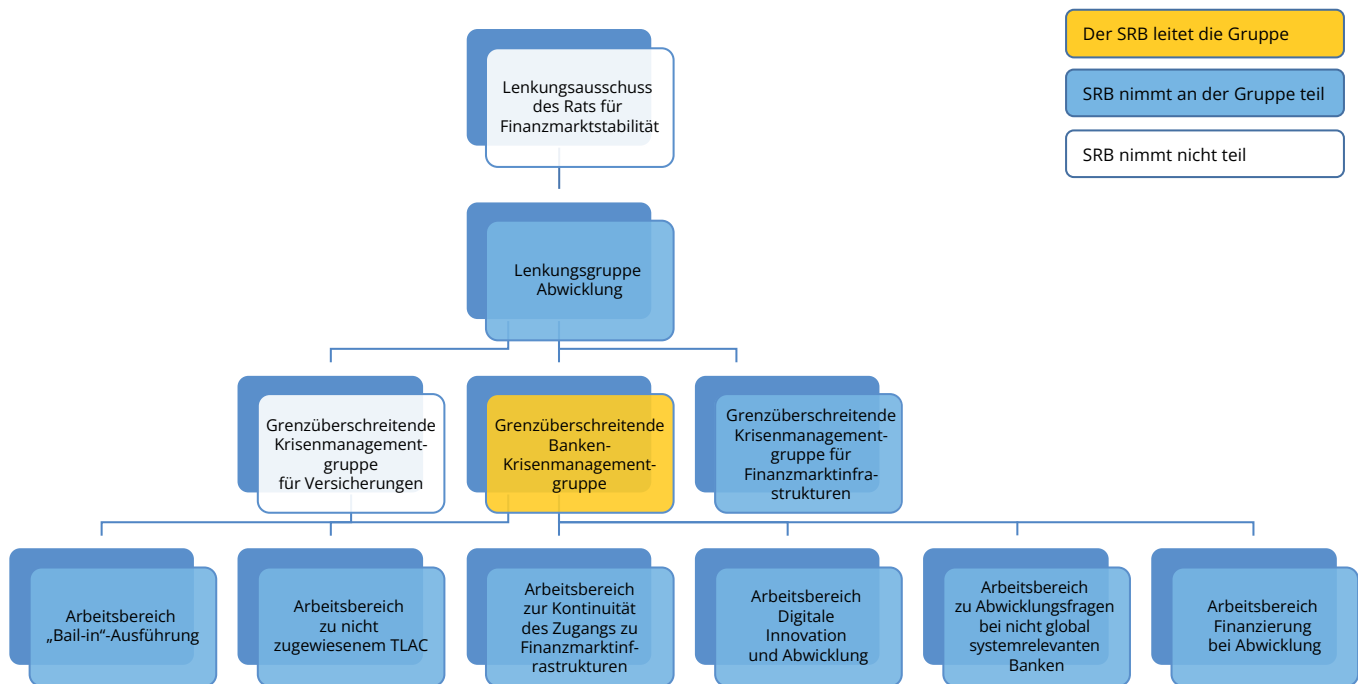 Der SRB leitet die Gruppe
SRB nimmt an der Gruppe teil
SRB nimmt nicht teil
Lenkungsausschuss
des Rats für
Finanzmarktstabilität
Lenkungsgruppe
Abwicklung
Grenzüberschreitende
Krisenmanagement-
gruppe
für Versicherungen
Grenzüberschreitende
Banken-
Krisenmanagement-
gruppe
Grenzüberschreitende
Krisenmanagement-
gruppe für
Finanzmarktinfra-
strukturen
Arbeitsbereich
„Bail-in“-Ausführung
Arbeitsbereich
zu nicht
zugewiesenem TLAC
Arbeitsbereich
zur Kontinuität
des Zugangs zu
Finanzmarktinf-
rastrukturen
Arbeitsbereich
Digitale
Innovation
und Abwicklung
Arbeitsbereich
zu Abwicklungsfragen
bei nicht global
systemrelevanten
Banken
Arbeitsbereich
Finanzierung
bei Abwicklung